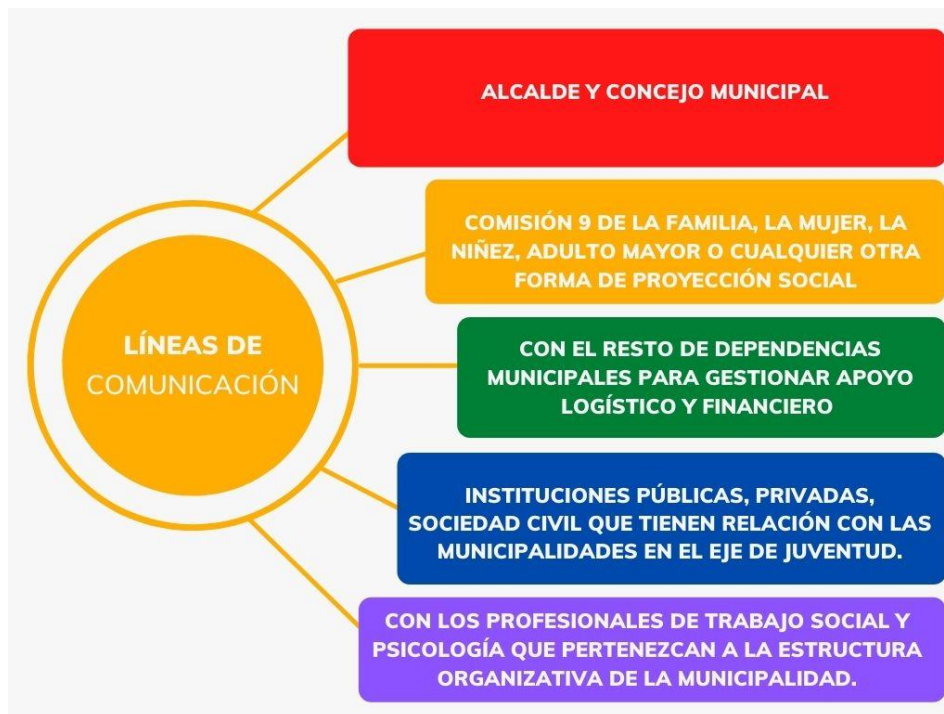 LÍNEAS DE
COMUNICACIÓN
ALCALDE Y CONCEJO MUNICIPAL
COMISIÓN 9 DE LA FAMILIA, LA MUJER, LA
NIÑEZ, ADULTO MAYOR O CUALQUIER OTRA
FORMA DE PROYECCIÓN SOCIAL
CON EL RESTO DE DEPENDENCIAS
MUNICIPALES PARA GESTIONAR APOYO
LOGÍSTICO Y FINANCIERO
INSTITUCIONES PÚBLICAS, PRIVADAS,
SOCIEDAD CIVIL QUE TIENEN RELACIÓN CON LAS
MUNICIPALIDADES EN EL EJE DE JUVENTUD.
CON LOS PROFESIONALES DE TRABAJO SOCIAL Y
PSICOLOGÍA QUE PERTENEZCAN A LA ESTRUCTURA
ORGANIZATIVA DE LA MUNICIPALIDAD.